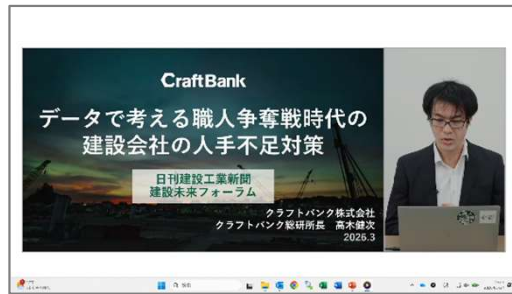 CraftBank
データで考える職人争奪戦時代の
建設会社の人手不足対策
日刊建設工業新聞
建設未来フォーラム
クラフトバンク株式会社
クラフトバンク総研所長 高木健次
2026.3
検索